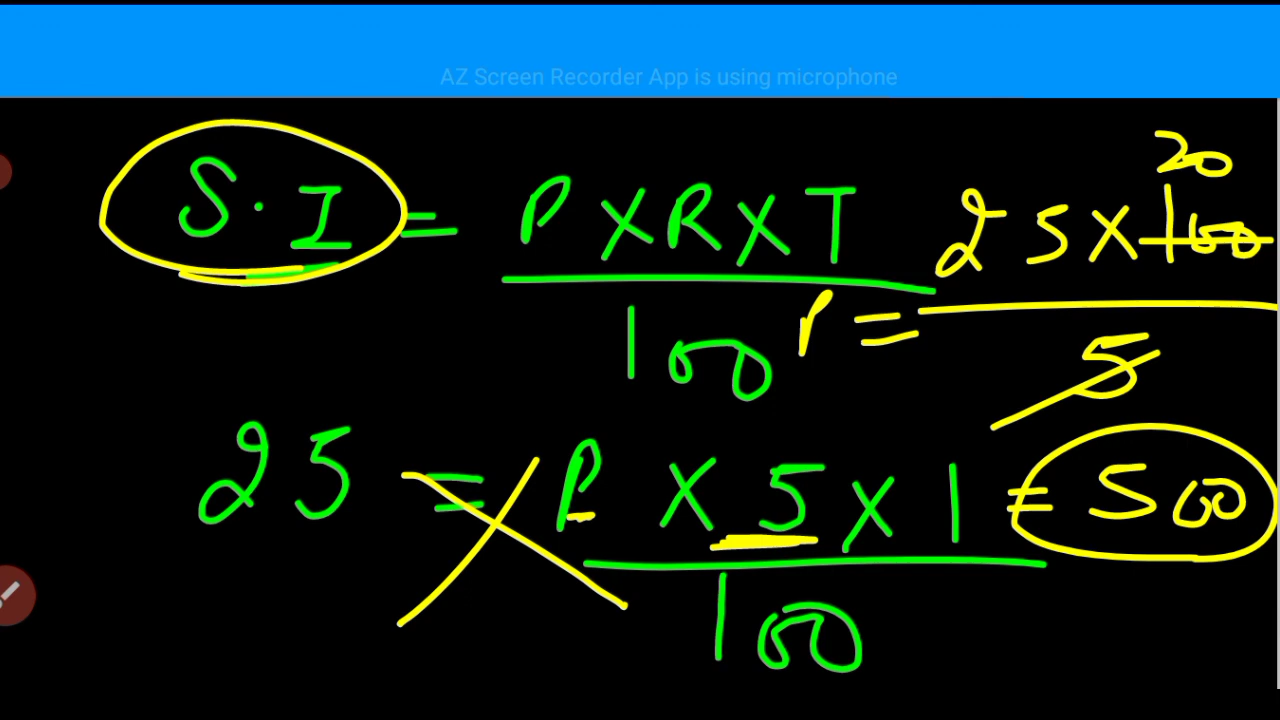 AZ Screen Recorder App is using microphone
S.I = P X R X T
100
20
P = 25 X 100
5
25 = P X 5 X 1
100
= 500